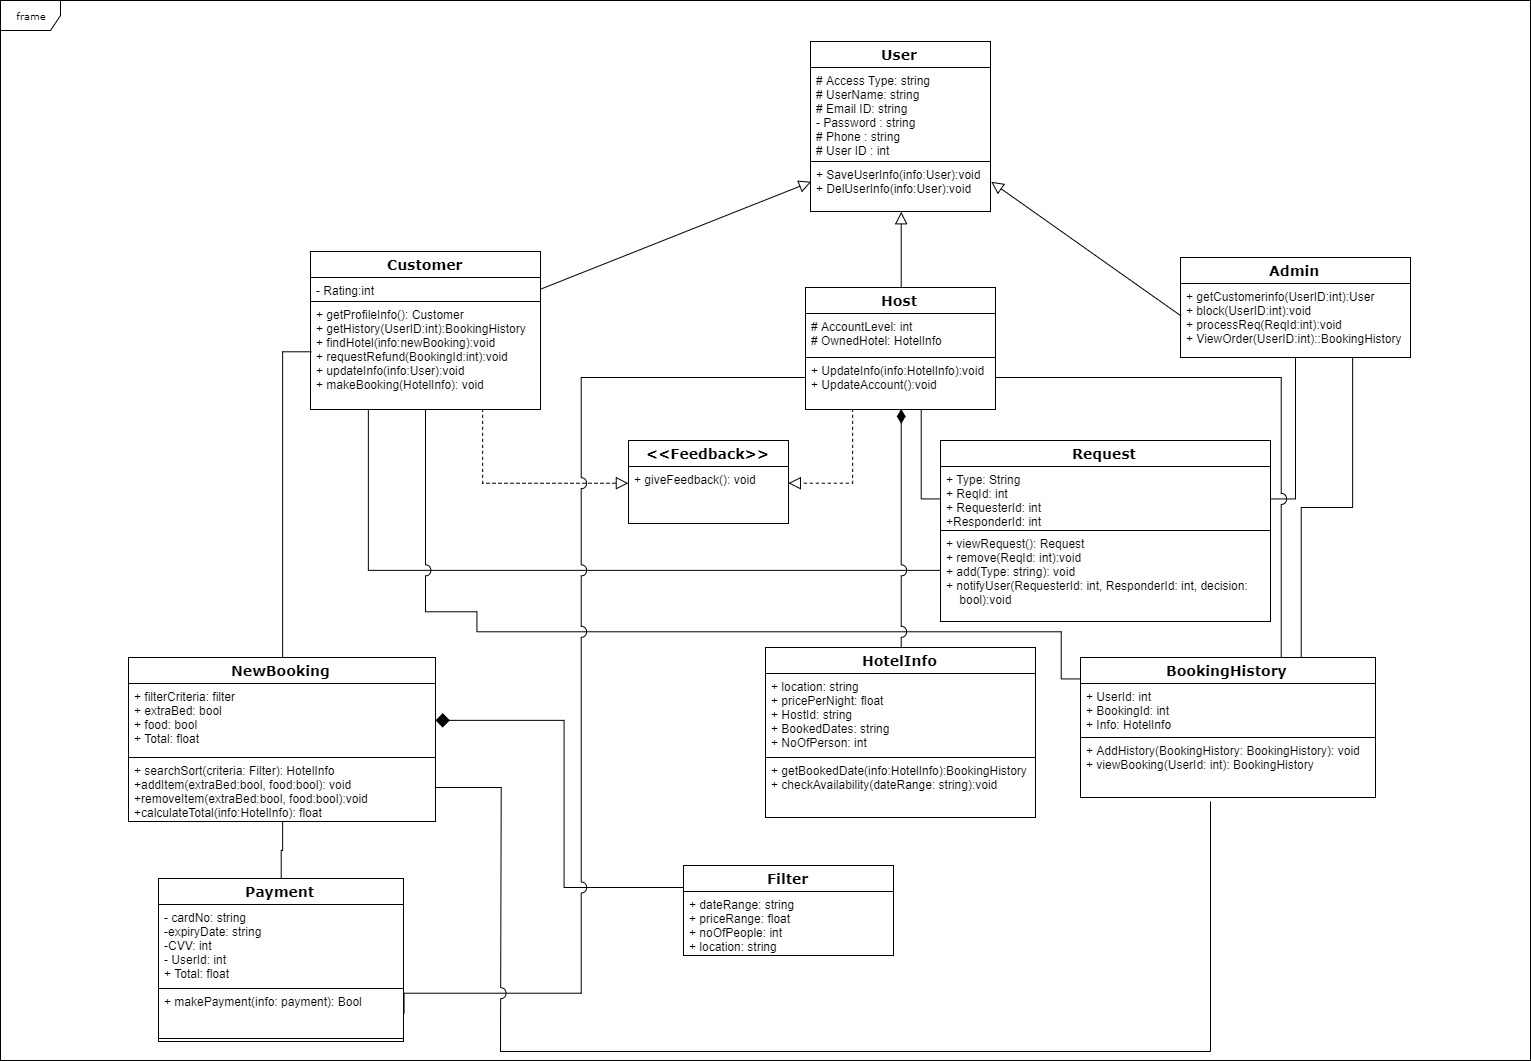 frame
User
# Access Type: string
# UserName: string
# Email ID: string
- Password : string
# Phone : string
# User ID : int
+ SaveUserInfo(info:User):void
+ DelUserInfo(info:User):void
Customer
- Rating:int
+ getProfileInfo(): Customer
+ getHistory(UserID:int):BookingHistory
+ findHotel(info:newBooking):void
+ requestRefund(BookingId:int):void
+ updateInfo(info:User):void
+ makeBooking(HotelInfo): void
Host
# AccountLevel: int
# OwnedHotel: HotelInfo
+ UpdateInfo(info:HotelInfo):void
+ UpdateAccount():void
Admin
+ getCustomerinfo(UserID:int):User
+ block(UserID:int):void
+ processReq(ReqId:int):void
+ ViewOrder(UserID:int)::BookingHistory
<<Feedback>>
+ giveFeedback(): void
Request
+ Type: String
+ ReqId: int
+ RequesterId: int
+ResponderId: int
+ viewRequest(): Request
+ remove(ReqId: int):void
+ add(Type: string): void
+ notifyUser(RequesterId: int, ResponderId: int, decision:
bool):void
NewBooking
+ filterCriteria: filter
+ extraBed: bool
+ food: bool
+ Total: float
+ searchSort(criteria: Filter): HotelInfo
+addItem(extraBed:bool, food:bool): void
+removeItem(extraBed:bool, food:bool):void
+calculateTotal(info:HotelInfo): float
HotelInfo
+ location: string
+ pricePerNight: float
+ HostId: string
+ BookedDates: string
+ NoOfPerson: int
+ getBookedDate(info:HotelInfo):BookingHistory
+ checkAvailability(dateRange: string):void
BookingHistory
+ UserId: int
+ BookingId: int
+ Info: HotelInfo
+ AddHistory(BookingHistory: BookingHistory): void
+ viewBooking(UserId: int): BookingHistory
Payment
- cardNo: string
-expiryDate: string
-CVV: int
- UserId: int
+ Total: float
+ makePayment(info: payment): Bool
Filter
+ dateRange: string
+ priceRange: float
+ noOfPeople: int
+ location: string